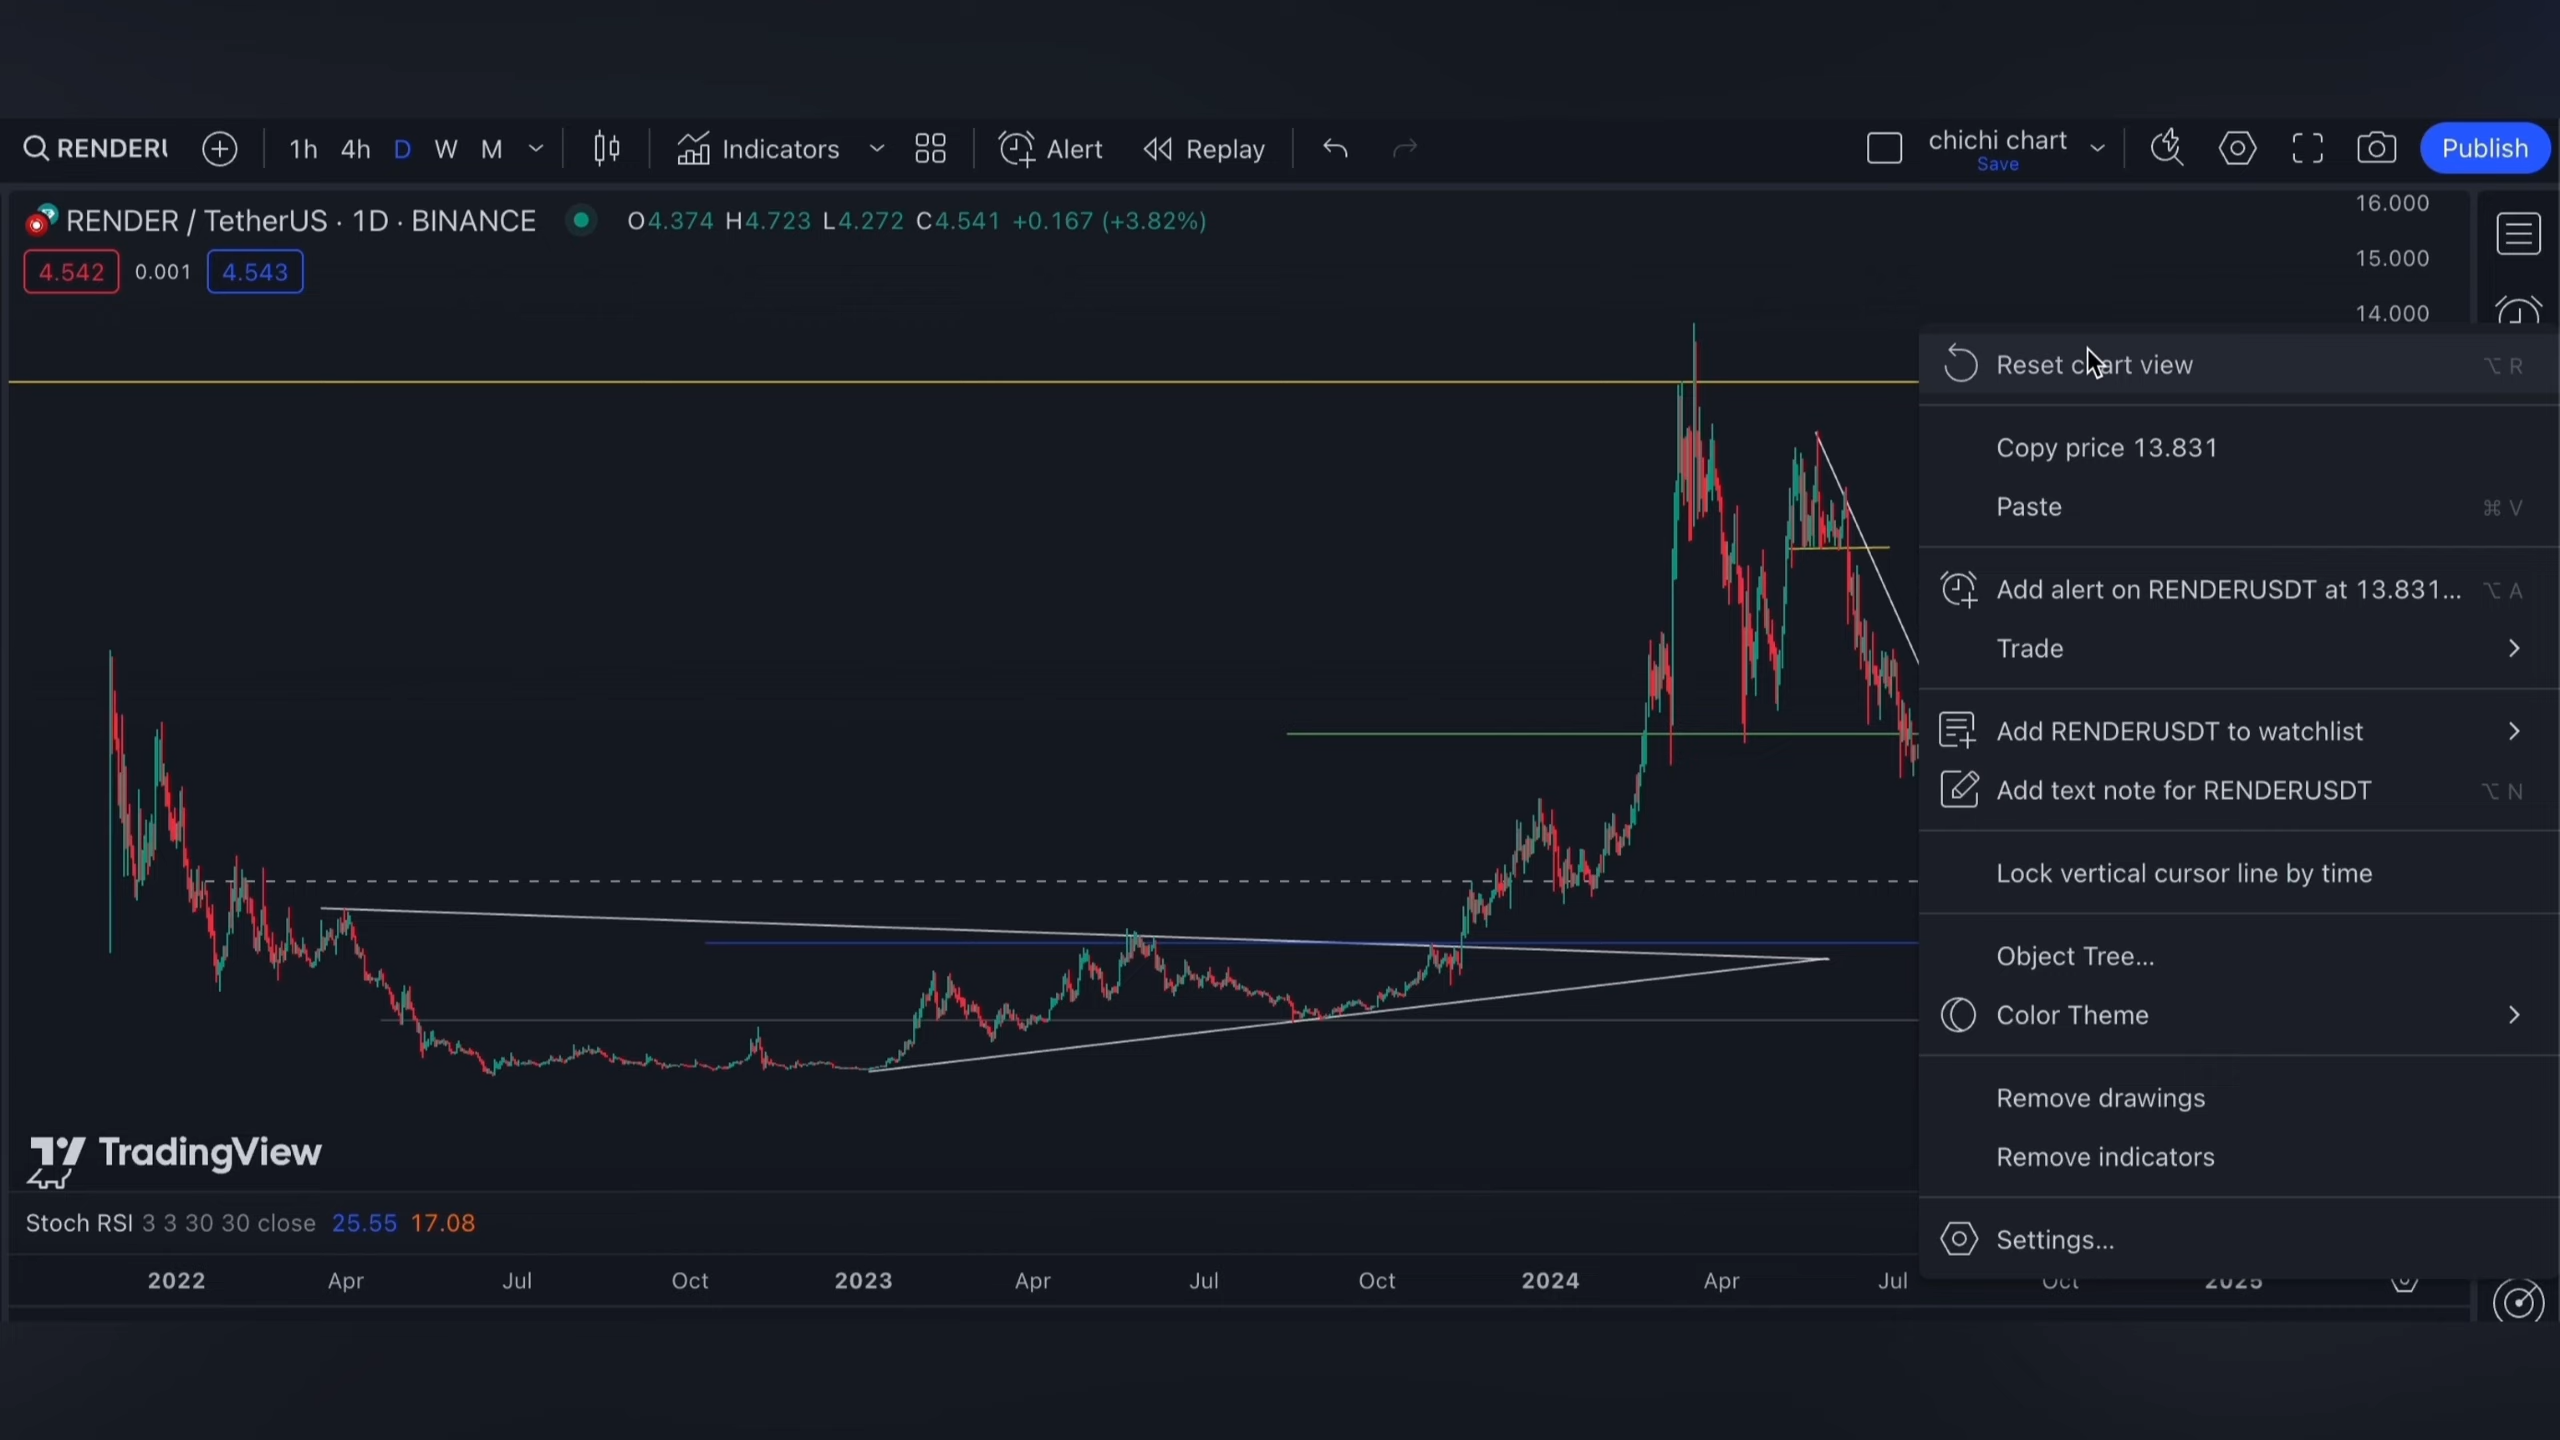 RENDERU 1h 4h D W M Indicators Alert Replay chichi chart Publish
Save
RENDER / TetherUS · 1D · BINANCE O4.374 H4.723 L4.272 C4.541 +0.167 (+3.82%)
4.542 0.001 4.543
16.000
15.000
14.000
Reset chart view ⌥ R
Copy price 13.831
Paste ⌘ V
Add alert on RENDERUSDT at 13.831... ⌥ A
Trade
Add RENDERUSDT to watchlist
Add text note for RENDERUSDT ⌥ N
Lock vertical cursor line by time
Object Tree...
Color Theme
Remove drawings
Remove indicators
Settings...
TradingView
Stoch RSI 3 3 30 30 close 25.55 17.08
2022 Apr Jul Oct 2023 Apr Jul Oct 2024 Apr Jul Oct 2025